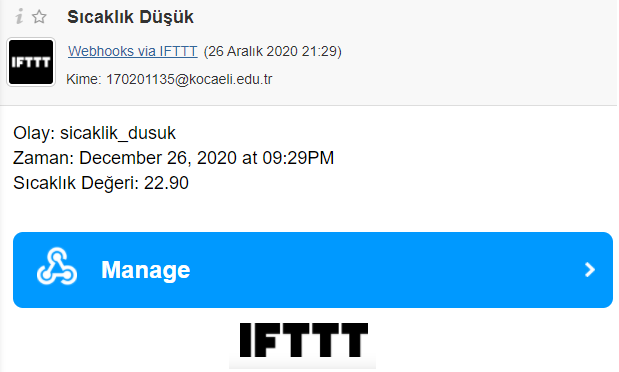 Sıcaklık Düşük
IFTTT
Webhooks via IFTTT (26 Aralık 2020 21:29)
Kime: 170201135@kocaeli.edu.tr
Olay: sicaklik_dusuk
Zaman: December 26, 2020 at 09:29PM
Sıcaklık Değeri: 22.90
Manage
IFTTT